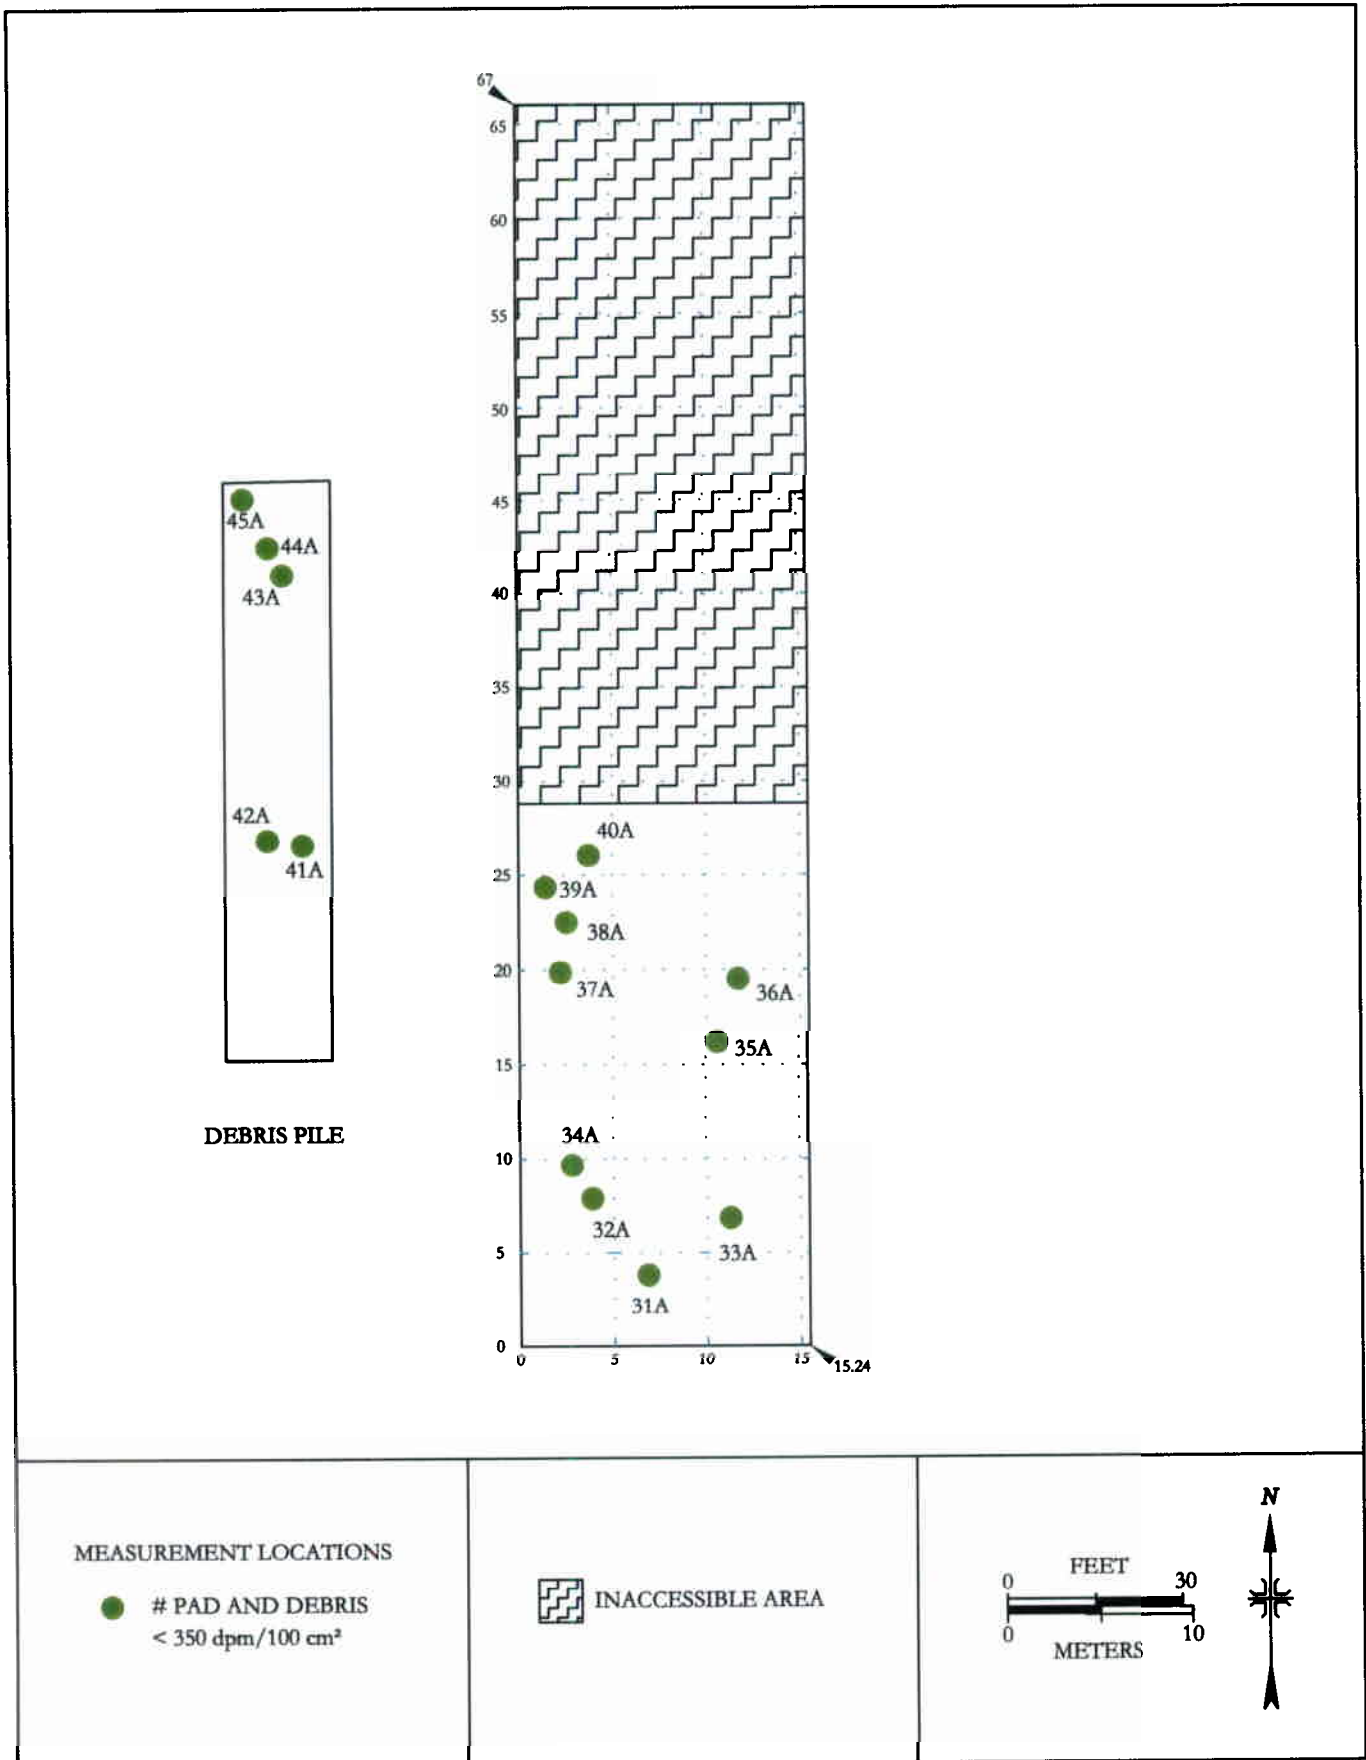 67
65
60
55
50
45
40
35
30
25
20
15
10
5
0
0 5 10 15
15.24
45A
44A
43A
42A
41A
DEBRIS PILE
40A
39A
38A
37A
36A
35A
34A
32A
33A
31A
MEASUREMENT LOCATIONS
# PAD AND DEBRIS
< 350 dpm/100 cm²
INACCESSIBLE AREA
FEET
0 30
0 10
METERS
N